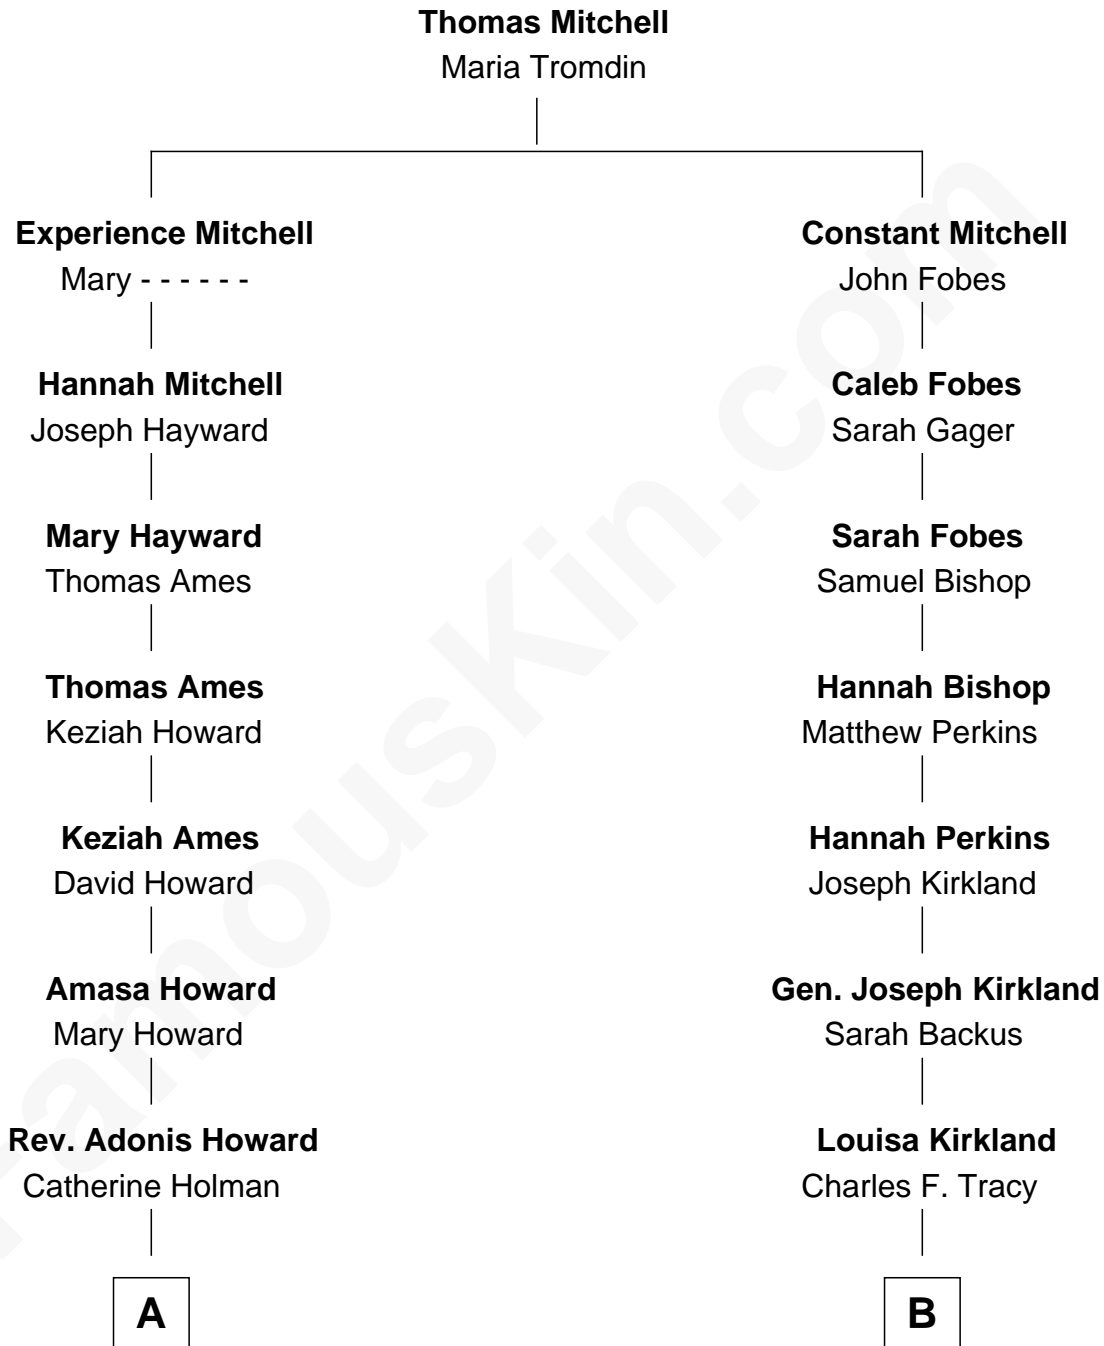 Thomas Mitchell
Maria Tromdin
Experience Mitchell
Mary - - - - - -
Constant Mitchell
John Fobes
Hannah Mitchell
Joseph Hayward
Caleb Fobes
Sarah Gager
Mary Hayward
Thomas Ames
Sarah Fobes
Samuel Bishop
Thomas Ames
Keziah Howard
Hannah Bishop
Matthew Perkins
Keziah Ames
David Howard
Hannah Perkins
Joseph Kirkland
Amasa Howard
Mary Howard
Gen. Joseph Kirkland
Sarah Backus
Rev. Adonis Howard
Catherine Holman
Louisa Kirkland
Charles F. Tracy
A
B
FamousKin.com